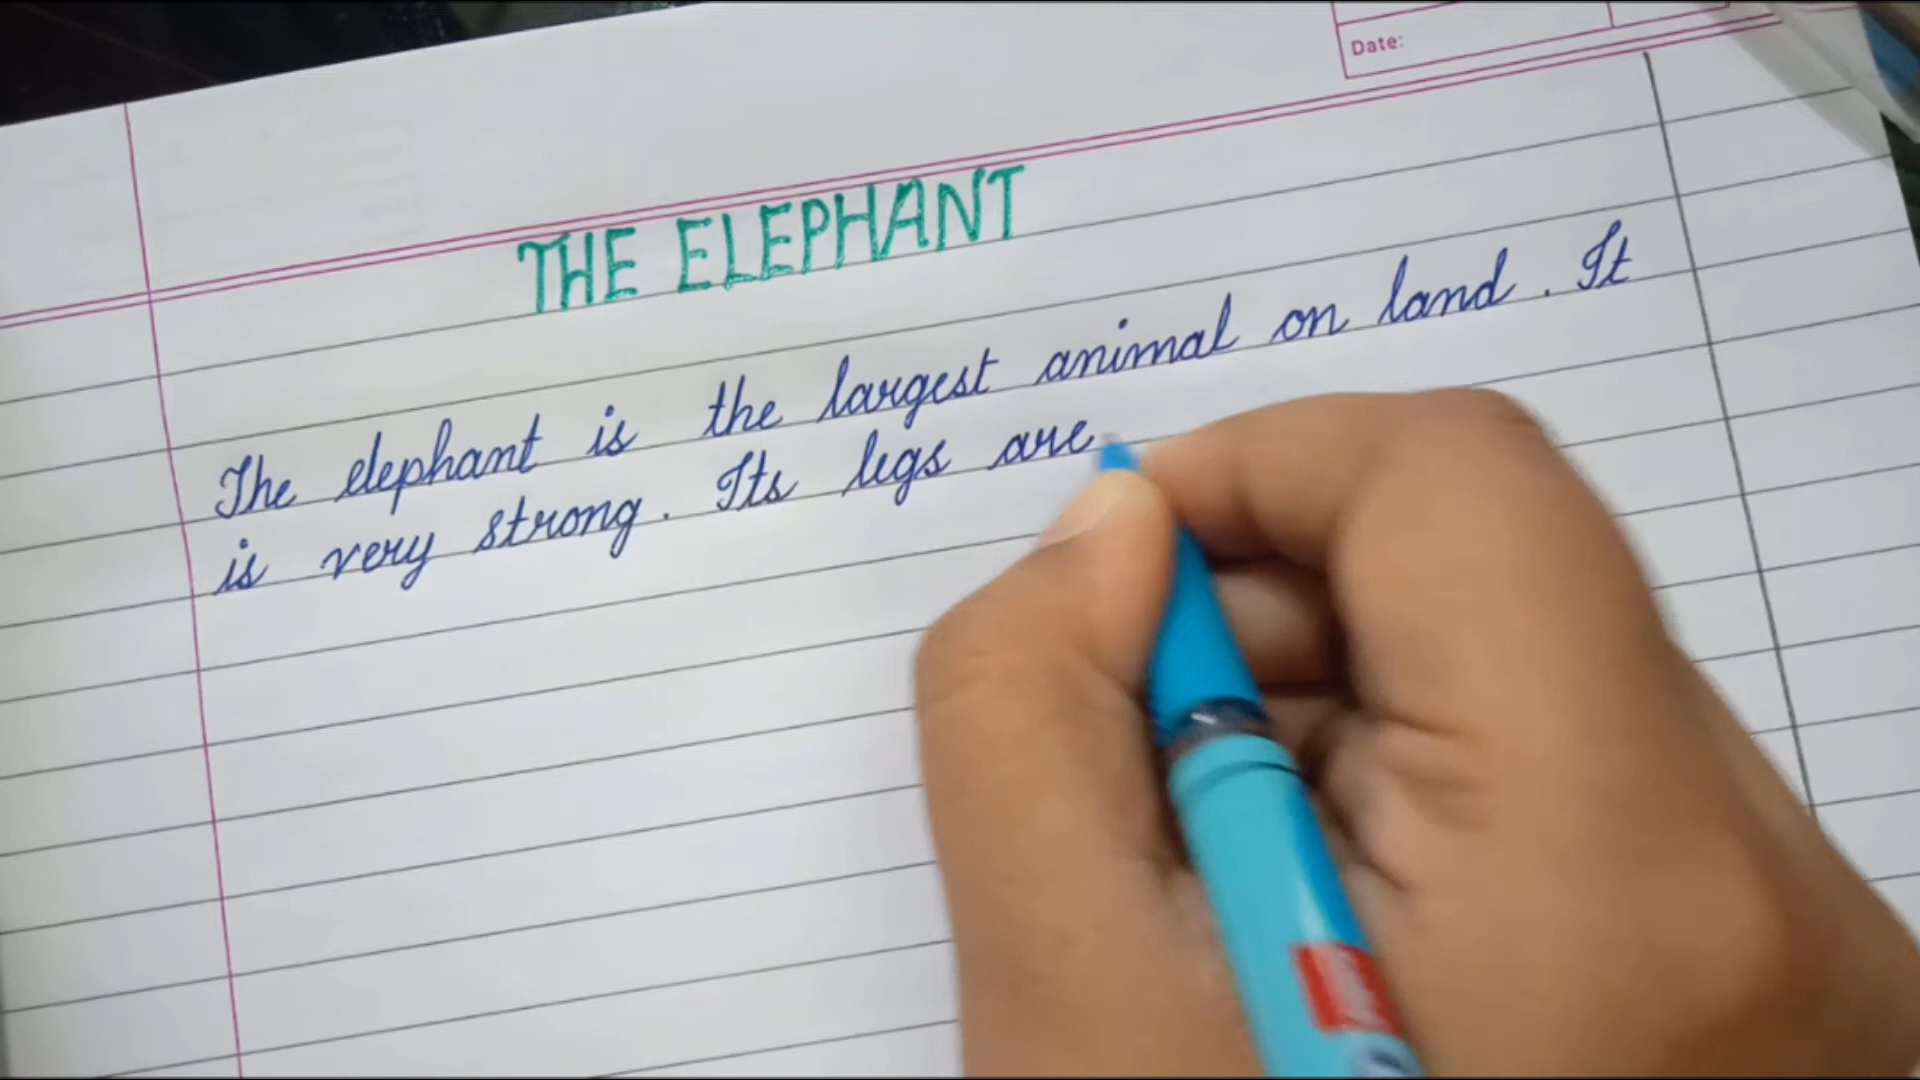 Date:
THE ELEPHANT
The elephant is the largest animal on land. It
is very strong. Its legs are